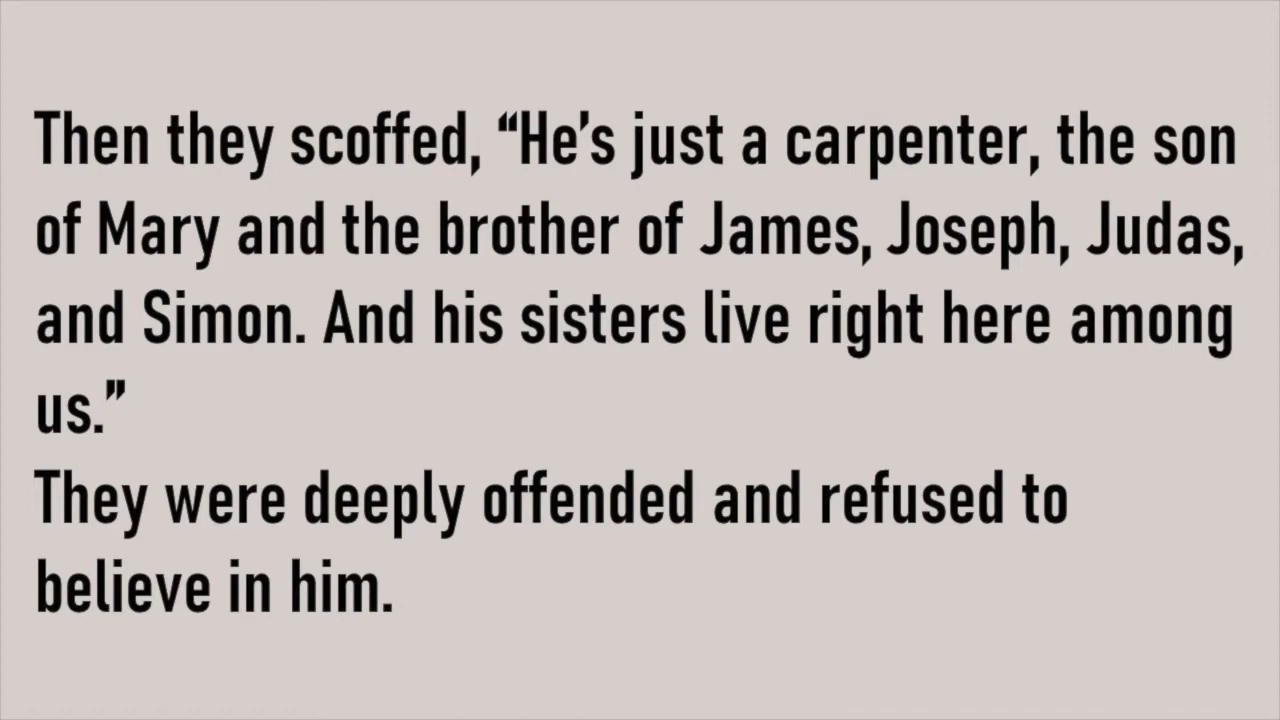 Then they scoffed, “He’s just a carpenter, the son
of Mary and the brother of James, Joseph, Judas,
and Simon. And his sisters live right here among
us.”
They were deeply offended and refused to
believe in him.